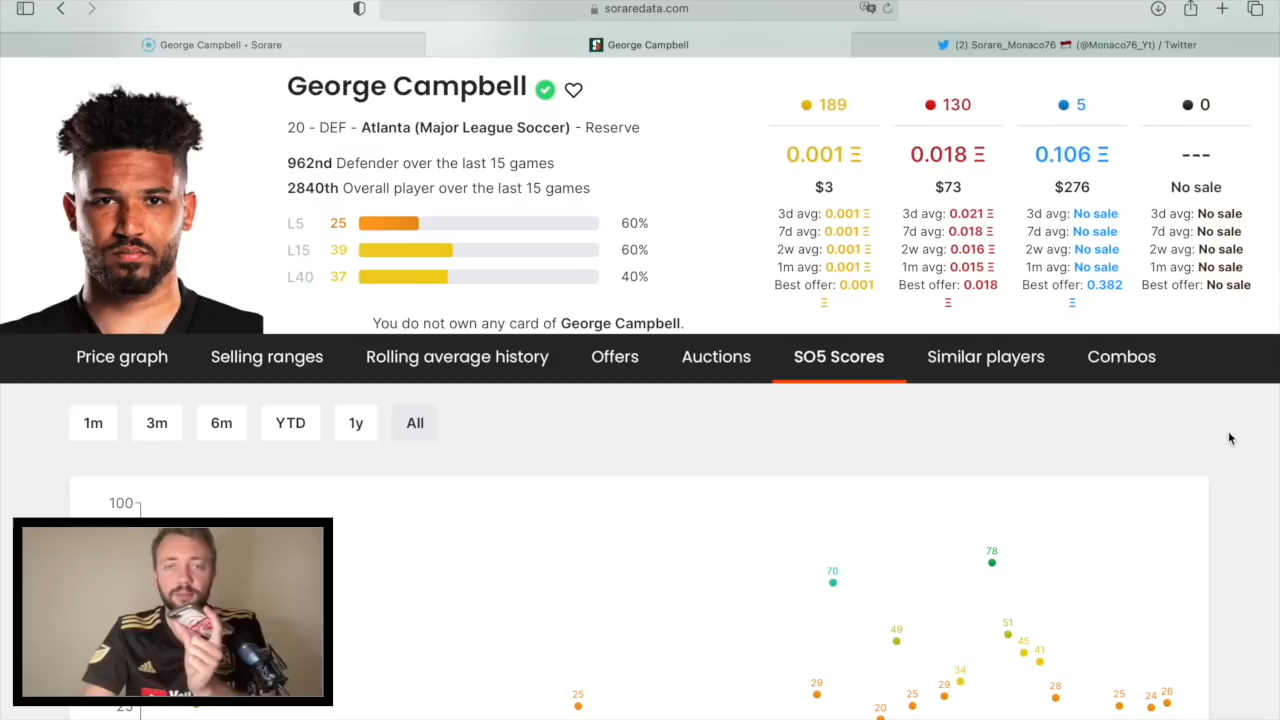 soraredata.com
George Campbell • Sorare
George Campbell
(2) Sorare_Monaco76 🇲🇨 (@Monaco76_Yt) / Twitter
George Campbell
20 - DEF - Atlanta (Major League Soccer) - Reserve
962nd Defender over the last 15 games
2840th Overall player over the last 15 games
L5 25 60%
L15 39 60%
L40 37 40%
You do not own any card of George Campbell.
189 130 5 0
0.001 Ξ 0.018 Ξ 0.106 Ξ ---
$3 $73 $276 No sale
3d avg: 0.001 Ξ 3d avg: 0.021 Ξ 3d avg: No sale 3d avg: No sale
7d avg: 0.001 Ξ 7d avg: 0.018 Ξ 7d avg: No sale 7d avg: No sale
2w avg: 0.001 Ξ 2w avg: 0.016 Ξ 2w avg: No sale 2w avg: No sale
1m avg: 0.001 Ξ 1m avg: 0.015 Ξ 1m avg: No sale 1m avg: No sale
Best offer: 0.001 Best offer: 0.018 Best offer: 0.382 Best offer: No sale
Ξ Ξ Ξ
Price graph Selling ranges Rolling average history Offers Auctions SO5 Scores Similar players Combos
1m 3m 6m YTD 1y All
100
78
70
51
49
45
41
34
29
29
28
25
25
25
24
26
20
25